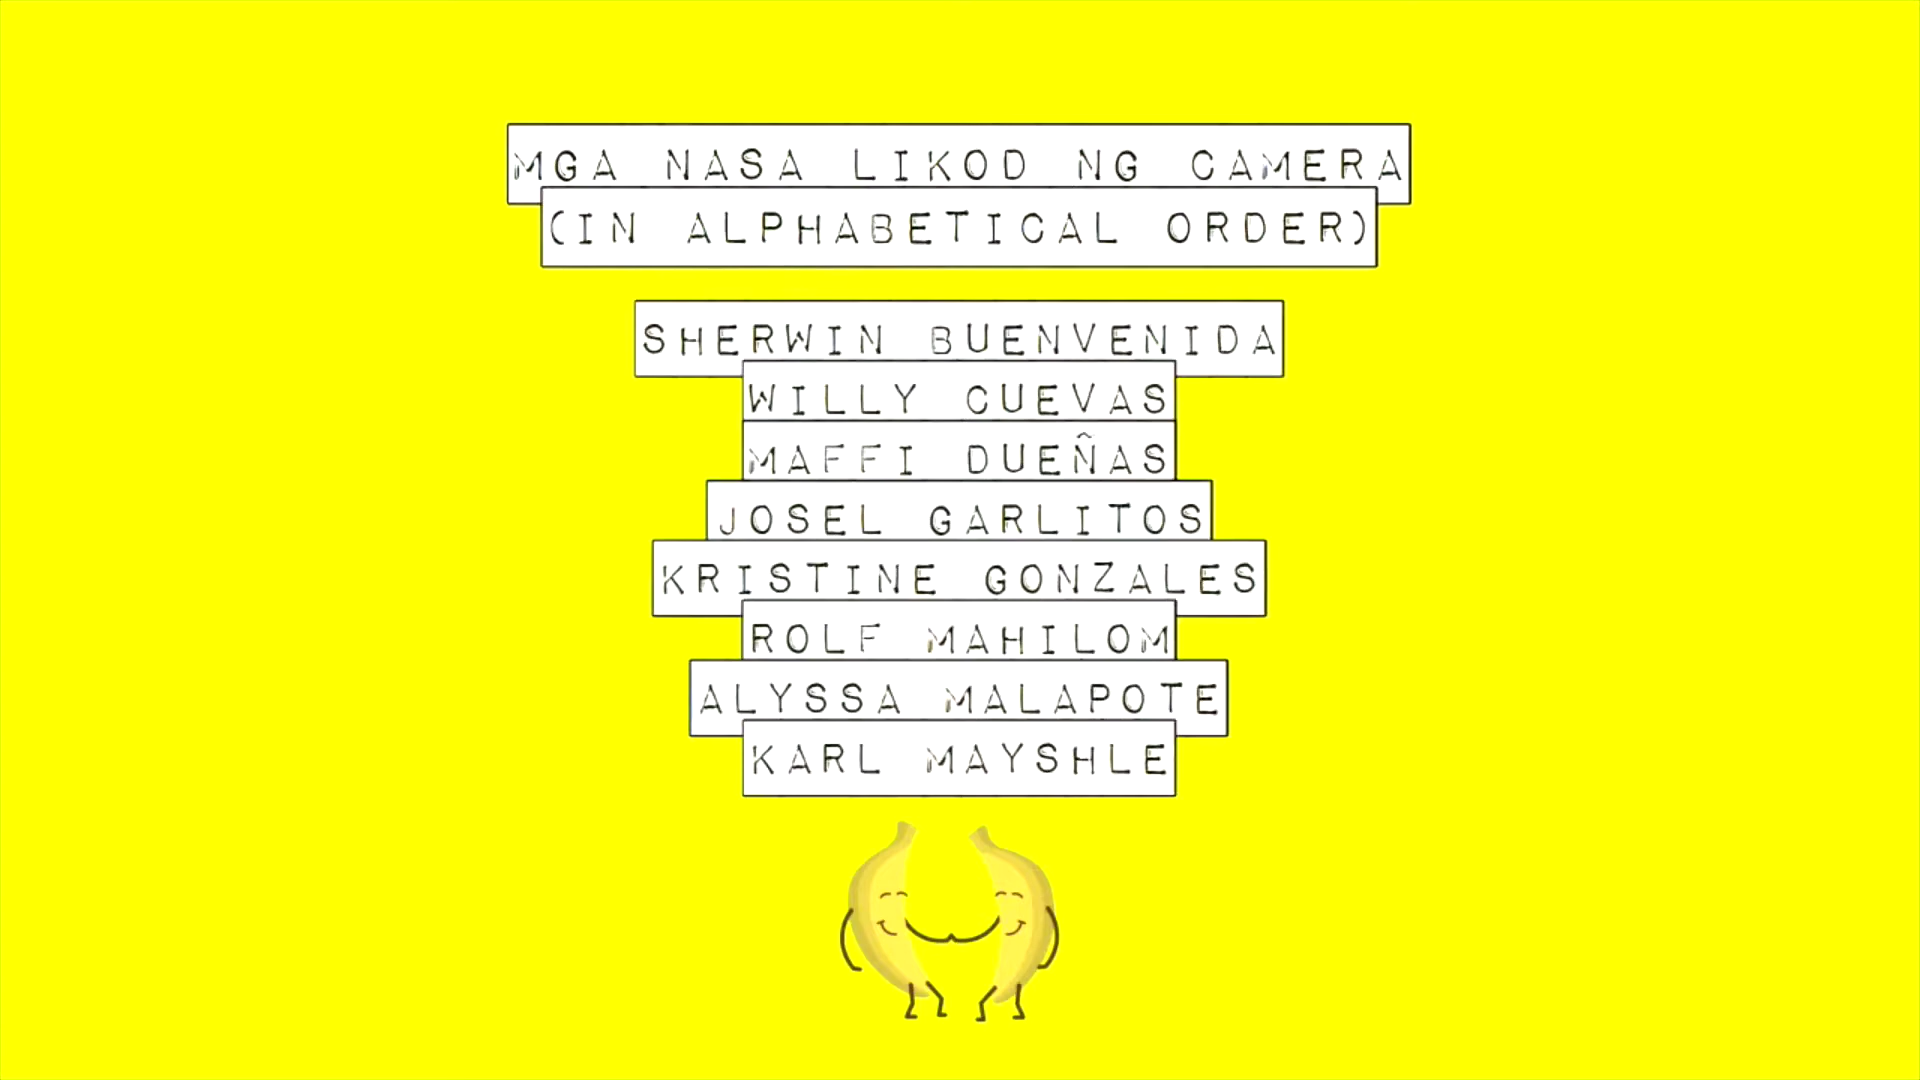 MGA NASA LIKOD NG CAMERA
(IN ALPHABETICAL ORDER)
SHERWIN BUENVENIDA
WILLY CUEVAS
MAFFI DUEÑAS
JOSEL GARLITOS
KRISTINE GONZALES
ROLF MAHILOM
ALYSSA MALAPOTE
KARL MAYSHLE